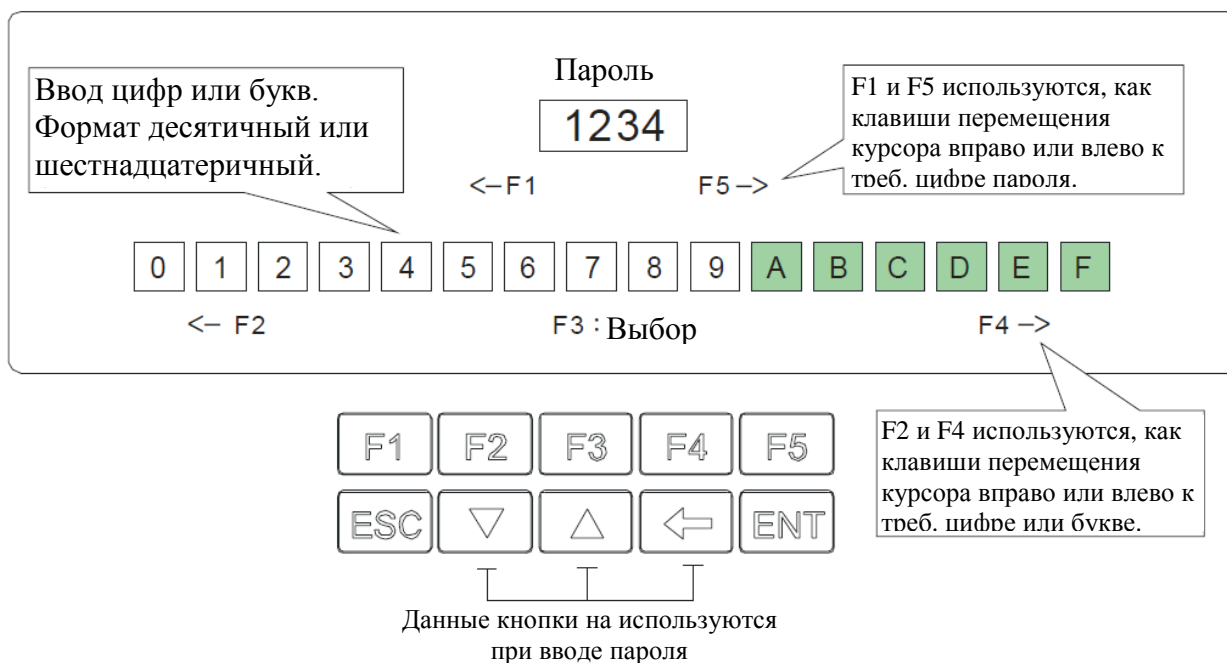 Пароль
1234
Ввод цифр или букв.
Формат десятичный или
шестнадцатеричный.
F1 и F5 используются, как
клавиши перемещения
курсора вправо или влево к
треб. цифре пароля.
<–F1 F5–>
0 1 2 3 4 5 6 7 8 9 A B C D E F
<– F2 F3 : Выбор F4 –>
F2 и F4 используются, как
клавиши перемещения
курсора вправо или влево к
треб. цифре или букве.
F1 F2 F3 F4 F5
ESC ▽ △ ⇦ ENT
Данные кнопки на используются
при вводе пароля